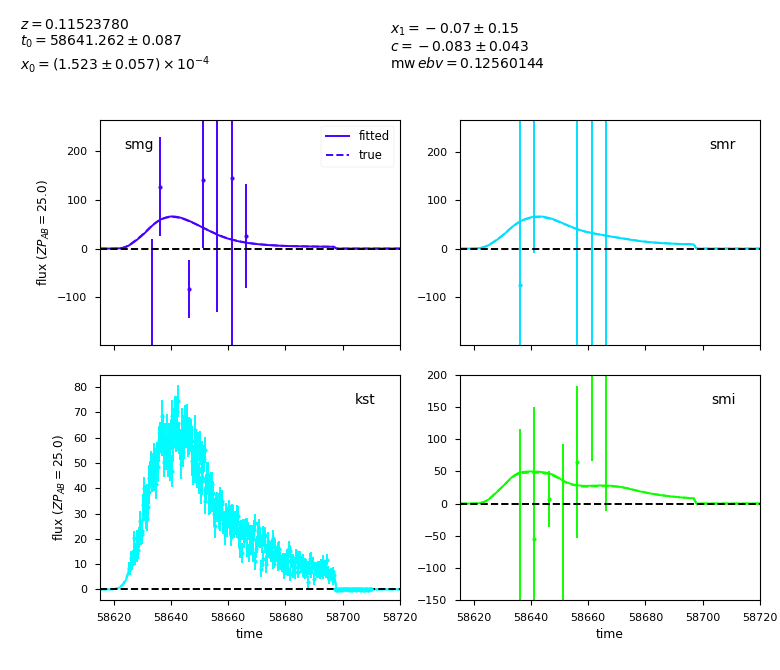 z = 0.11523780
t₀ = 58641.262 ± 0.087
x₀ = (1.523 ± 0.057) × 10⁻⁴
x₁ = −0.07 ± 0.15
c = −0.083 ± 0.043
mw ebv = 0.12560144
smg
fitted
true
200
100
0
−100
flux (ZP_AB = 25.0)
smr
200
100
0
−100
kst
80
70
60
50
40
30
20
10
0
flux (ZP_AB = 25.0)
58620 58640 58660 58680 58700 58720
time
smi
200
150
100
50
0
−50
−100
−150
58620 58640 58660 58680 58700 58720
time